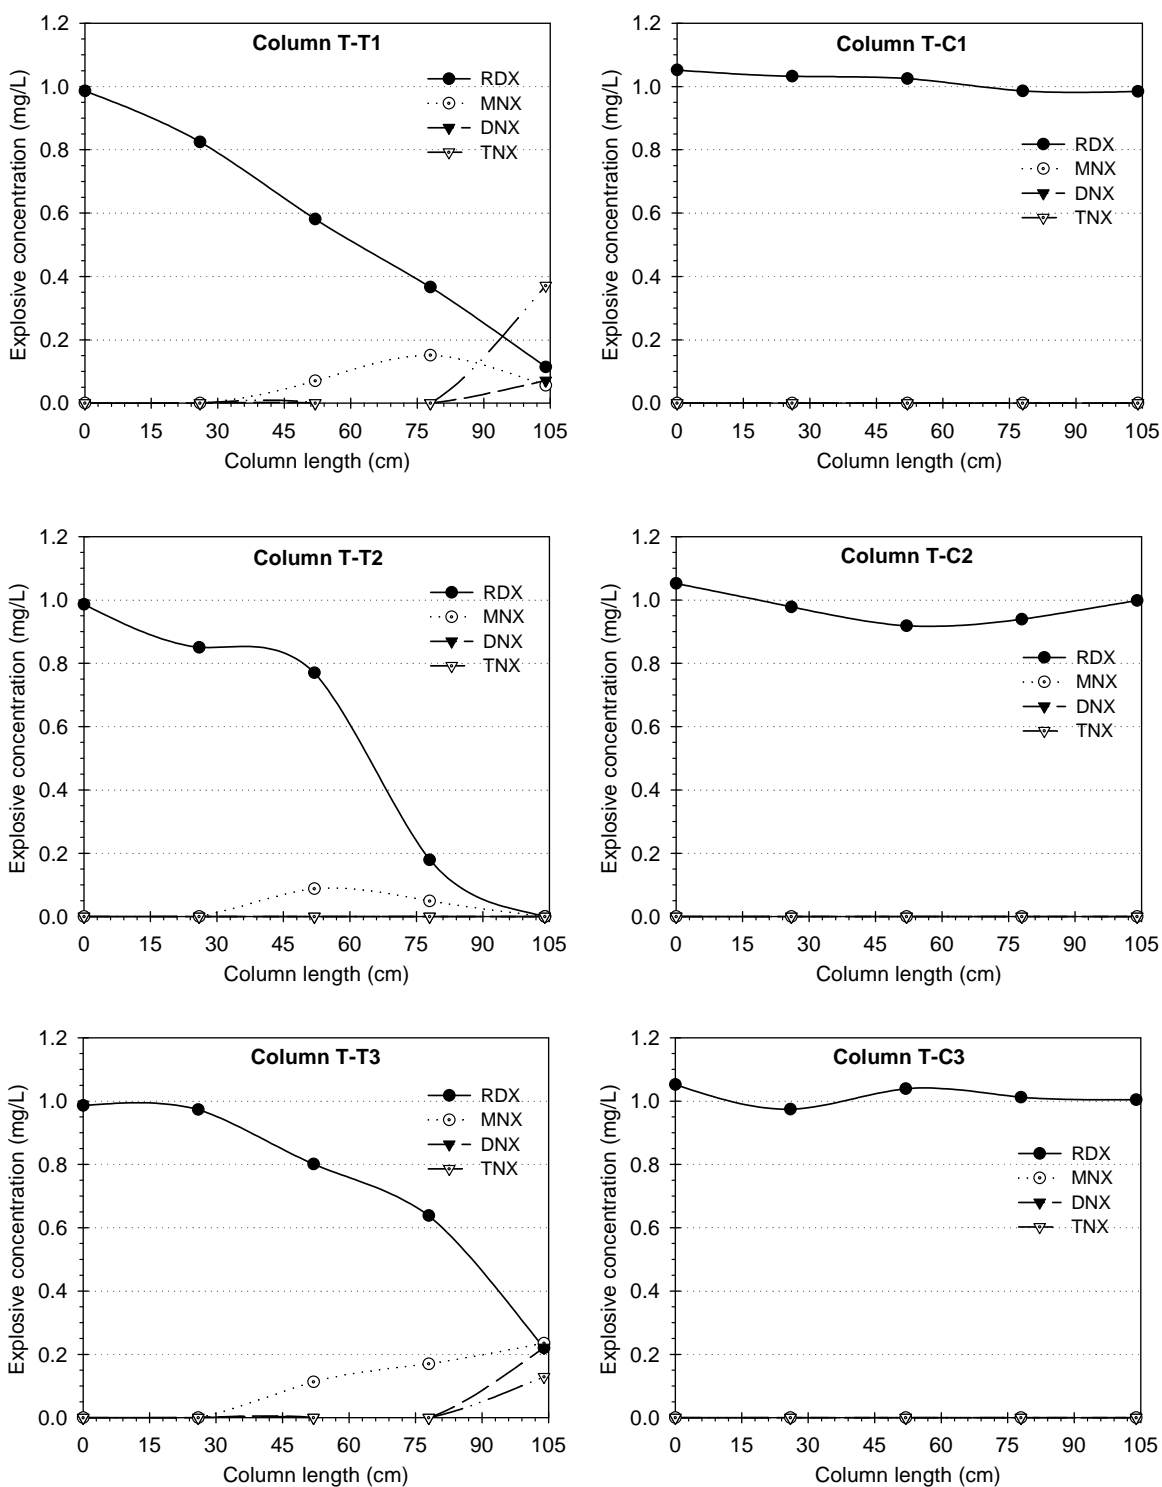 Column T-T1
Explosive concentration (mg/L)
1.2
1.0
0.8
0.6
0.4
0.2
0.0
RDX
MNX
DNX
TNX
0 15 30 45 60 75 90 105
Column length (cm)
Column T-C1
Explosive concentration (mg/L)
1.2
1.0
0.8
0.6
0.4
0.2
0.0
RDX
MNX
DNX
TNX
0 15 30 45 60 75 90 105
Column length (cm)
Column T-T2
Explosive concentration (mg/L)
1.2
1.0
0.8
0.6
0.4
0.2
0.0
RDX
MNX
DNX
TNX
0 15 30 45 60 75 90 105
Column length (cm)
Column T-C2
Explosive concentration (mg/L)
1.2
1.0
0.8
0.6
0.4
0.2
0.0
RDX
MNX
DNX
TNX
0 15 30 45 60 75 90 105
Column length (cm)
Column T-T3
Explosive concentration (mg/L)
1.2
1.0
0.8
0.6
0.4
0.2
0.0
RDX
MNX
DNX
TNX
0 15 30 45 60 75 90 105
Column length (cm)
Column T-C3
Explosive concentration (mg/L)
1.2
1.0
0.8
0.6
0.4
0.2
0.0
RDX
MNX
DNX
TNX
0 15 30 45 60 75 90 105
Column length (cm)